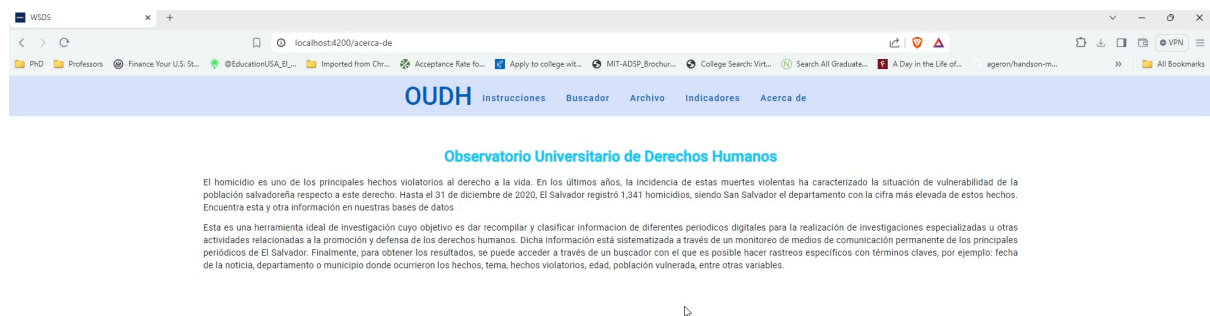 WSDS
localhost:4200/acerca-de
VPN
PhD Professors Finance Your U.S. St... @EducationUSA_El_... Imported from Chr... Acceptance Rate fo... Apply to college wit... MIT-ADSP_Brochur... College Search: Virt... Search All Graduate... A Day in the Life of... ageron/handson-m... All Bookmarks
OUDH Instrucciones Buscador Archivo Indicadores Acerca de
Observatorio Universitario de Derechos Humanos
El homicidio es uno de los principales hechos violatorios al derecho a la vida. En los últimos años, la incidencia de estas muertes violentas ha caracterizado la situación de vulnerabilidad de la
población salvadoreña respecto a este derecho. Hasta el 31 de diciembre de 2020, El Salvador registró 1,341 homicidios, siendo San Salvador el departamento con la cifra más elevada de estos hechos.
Encuentra esta y otra información en nuestras bases de datos
Esta es una herramienta ideal de investigación cuyo objetivo es dar recompilar y clasificar informacion de diferentes periodicos digitales para la realización de investigaciones especializadas u otras
actividades relacionadas a la promoción y defensa de los derechos humanos. Dicha información está sistematizada a través de un monitoreo de medios de comunicación permanente de los principales
periódicos de El Salvador. Finalmente, para obtener los resultados, se puede acceder a través de un buscador con el que es posible hacer rastreos específicos con términos claves, por ejemplo: fecha
de la noticia, departamento o municipio donde ocurrieron los hechos, tema, hechos violatorios, edad, población vulnerada, entre otras variables.